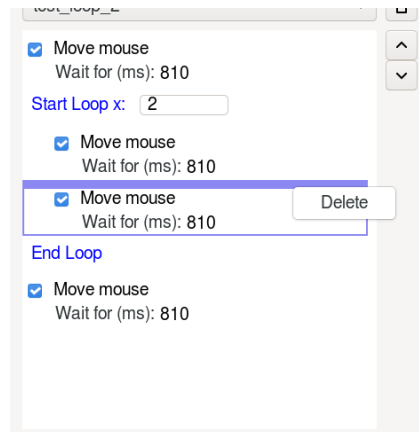 test_loop_2
Move mouse
Wait for (ms): 810
Start Loop x: 2
Move mouse
Wait for (ms): 810
Move mouse
Delete
Wait for (ms): 810
End Loop
Move mouse
Wait for (ms): 810